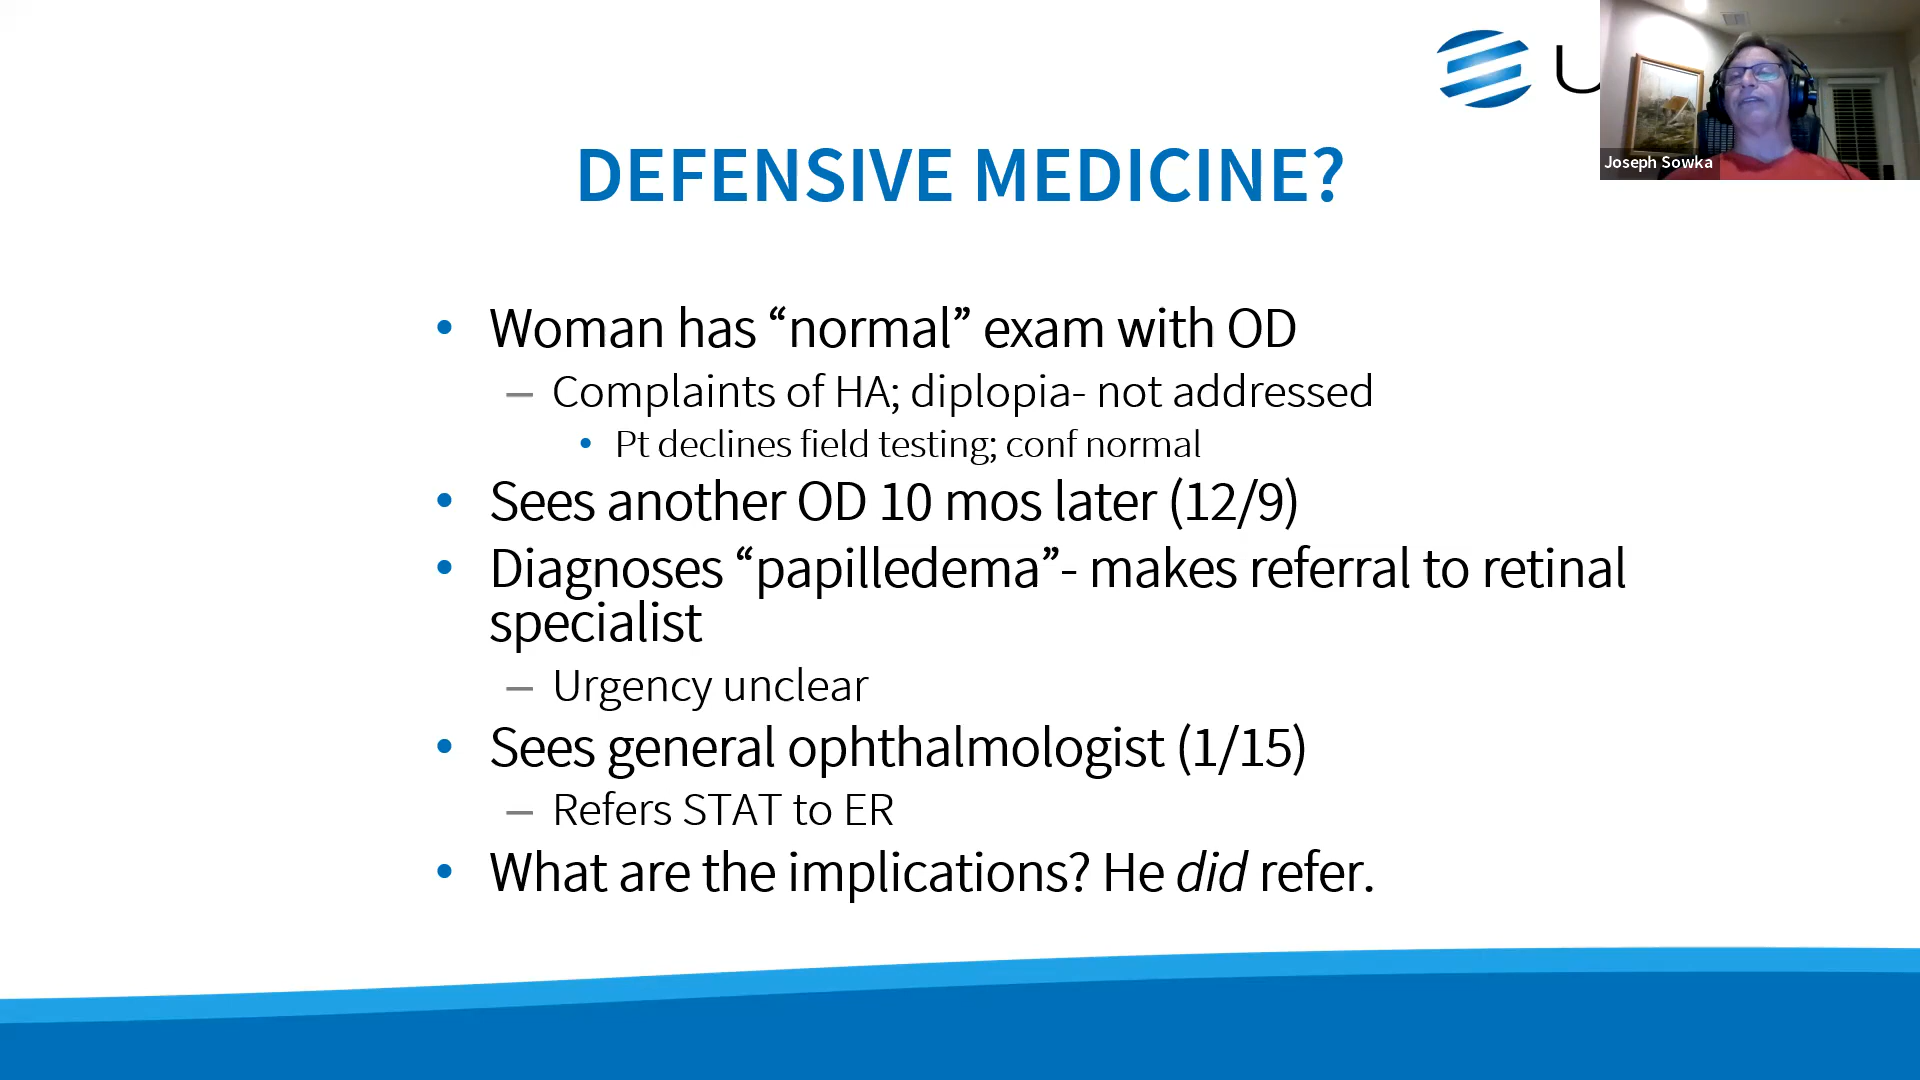 U
Joseph Sowka
DEFENSIVE MEDICINE?
• Woman has “normal” exam with OD
– Complaints of HA; diplopia- not addressed
• Pt declines field testing; conf normal
• Sees another OD 10 mos later (12/9)
• Diagnoses “papilledema”- makes referral to retinal
specialist
– Urgency unclear
• Sees general ophthalmologist (1/15)
– Refers STAT to ER
• What are the implications? He did refer.